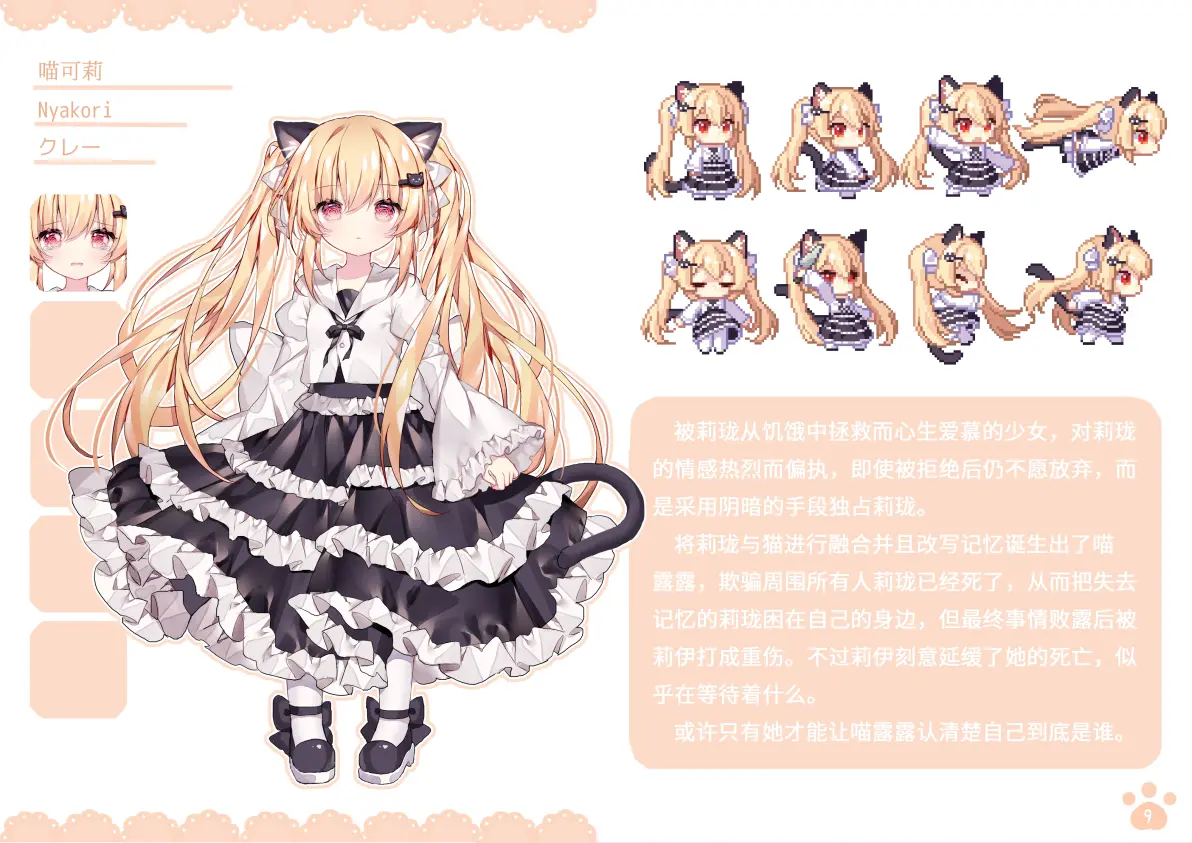 喵可莉
Nyakori
クレー
被莉珑从饥饿中拯救而心生爱慕的少女，对莉珑
的情感热烈而偏执，即使被拒绝后仍不愿放弃，而
是采用阴暗的手段独占莉珑。
将莉珑与猫进行融合并且改写记忆诞生出了喵
露露，欺骗周围所有人莉珑已经死了，从而把失去
记忆的莉珑困在自己的身边，但最终事情败露后被
莉伊打成重伤。不过莉伊刻意延缓了她的死亡，似
乎在等待着什么。
或许只有她才能让喵露露认清楚自己到底是谁。
9